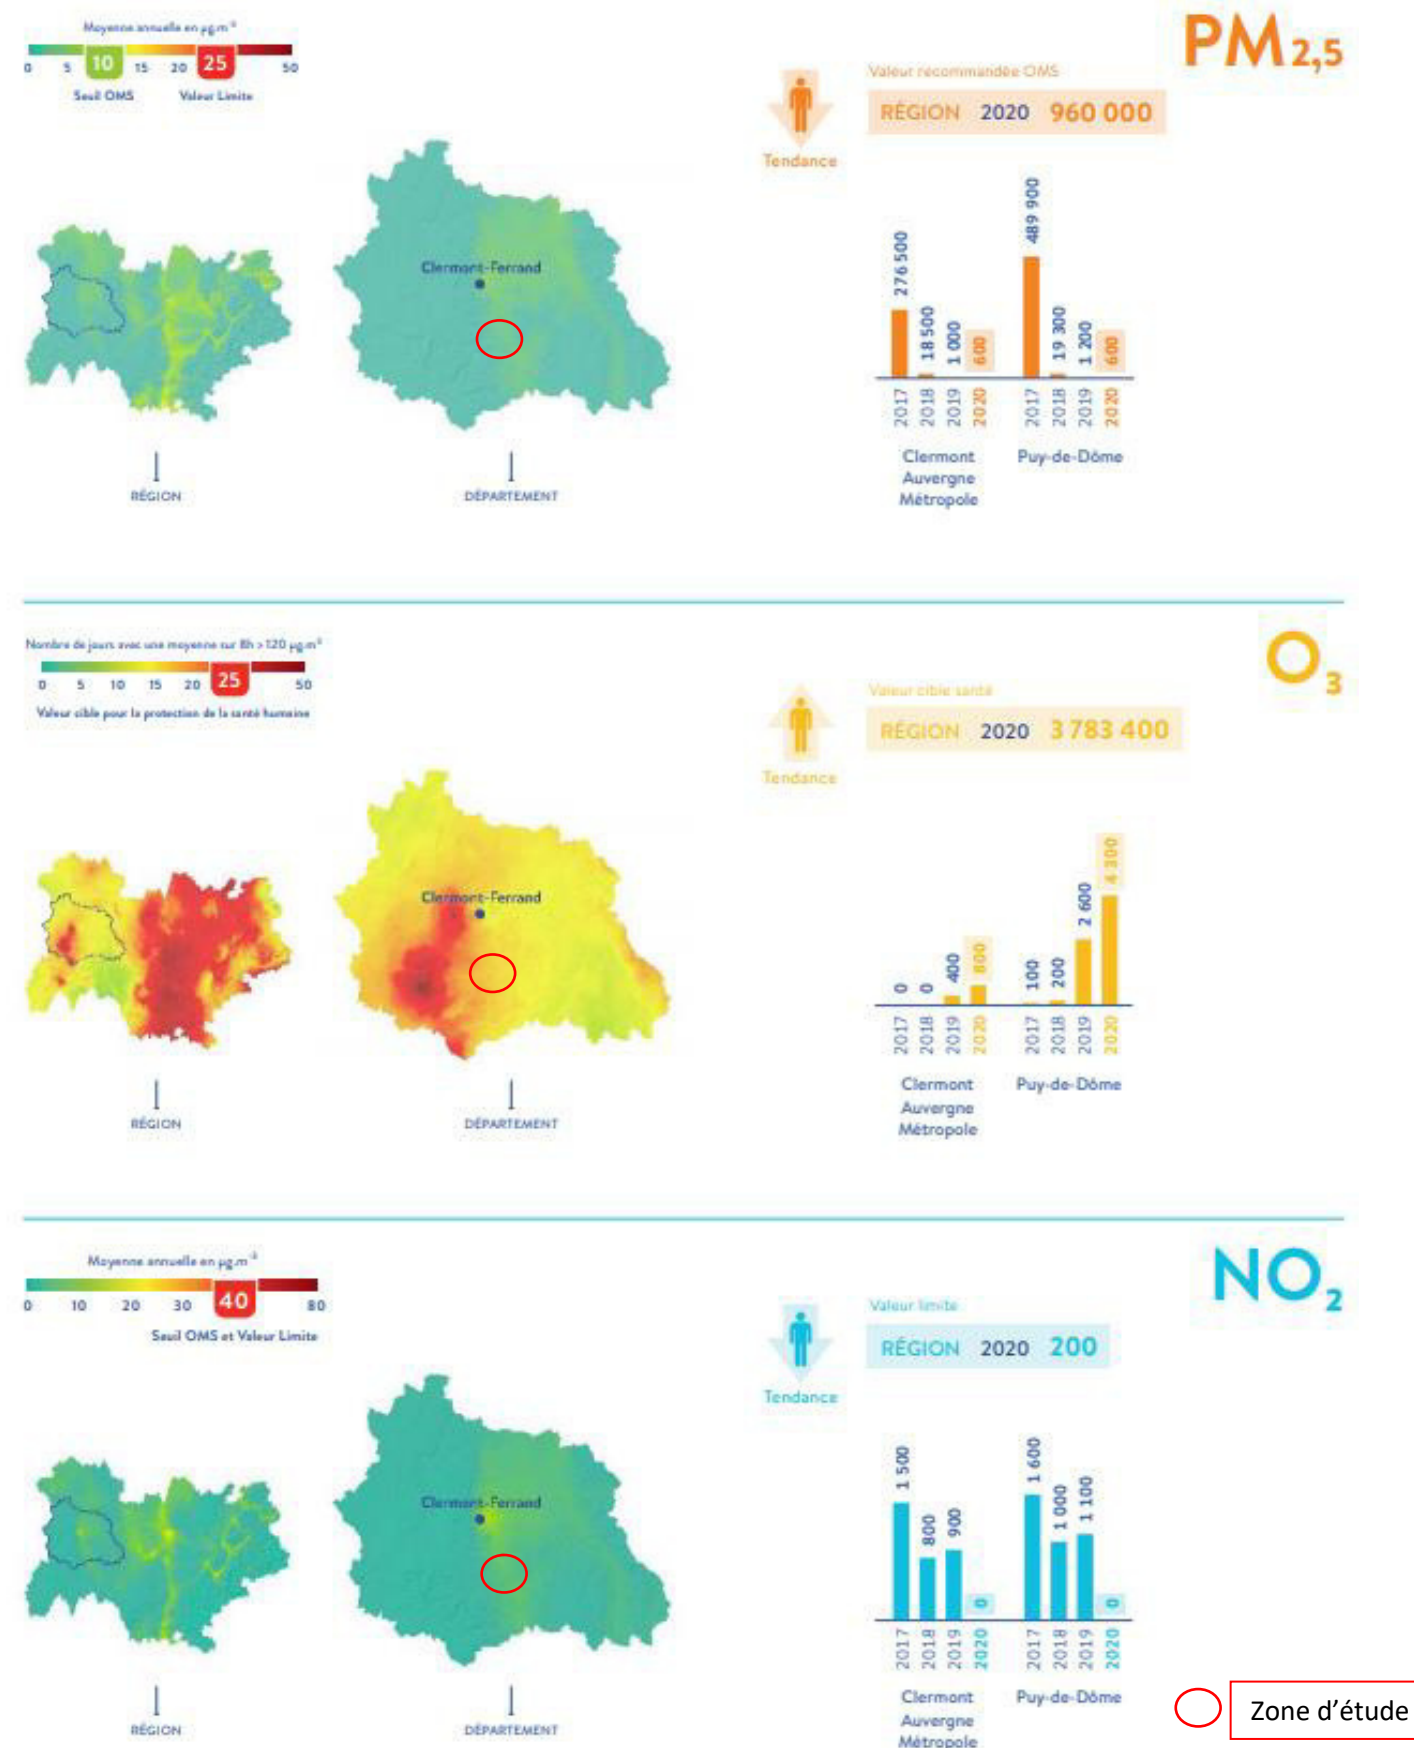 PM2,5
Moyenne annuelle en µg.m-3
0 5 10 15 20 25 50
Seuil OMS Valeur Limite
Valeur recommandée OMS
RÉGION 2020 960 000
Tendance
Clermont-Ferrand
RÉGION
DÉPARTEMENT
276 500
18 500
1 000
600
489 900
19 300
1 200
600
2017 2018 2019 2020
2017 2018 2019 2020
Clermont
Auvergne
Métropole
Puy-de-Dôme
O3
Nombre de jours avec une moyenne sur 8h > 120 µg.m-3
0 5 10 15 20 25 50
Valeur cible pour la protection de la santé humaine
Valeur cible santé
RÉGION 2020 3 783 400
Tendance
Clermont-Ferrand
RÉGION
DÉPARTEMENT
0
0
400
800
100
200
2 600
4 300
2017 2018 2019 2020
2017 2018 2019 2020
Clermont
Auvergne
Métropole
Puy-de-Dôme
NO2
Moyenne annuelle en µg.m-3
0 10 20 30 40 80
Seuil OMS et Valeur Limite
Valeur limite
RÉGION 2020 200
Tendance
Clermont-Ferrand
RÉGION
DÉPARTEMENT
1 500
800
900
0
1 600
1 000
1 100
0
2017 2018 2019 2020
2017 2018 2019 2020
Clermont
Auvergne
Métropole
Puy-de-Dôme
Zone d'étude